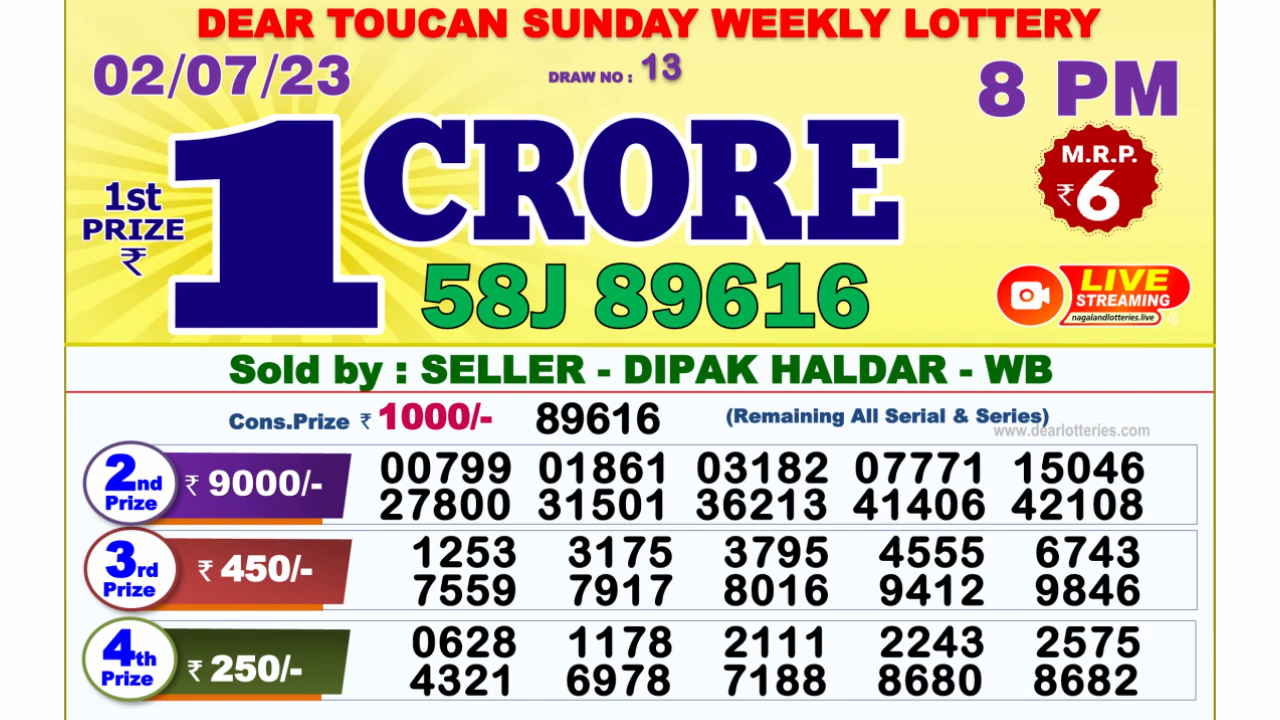 DEAR TOUCAN SUNDAY WEEKLY LOTTERY
02/07/23
DRAW NO : 13
8 PM
1st
PRIZE
₹
1 CRORE
M.R.P.
₹ 6
58J 89616
LIVE
STREAMING
nagalandlotteries.live
Sold by : SELLER - DIPAK HALDAR - WB
Cons.Prize ₹ 1000/- 89616 (Remaining All Serial & Series)
www.dearlotteries.com
2nd
Prize
₹ 9000/-
00799 01861 03182 07771 15046
27800 31501 36213 41406 42108
3rd
Prize
₹ 450/-
1253 3175 3795 4555 6743
7559 7917 8016 9412 9846
4th
Prize
₹ 250/-
0628 1178 2111 2243 2575
4321 6978 7188 8680 8682